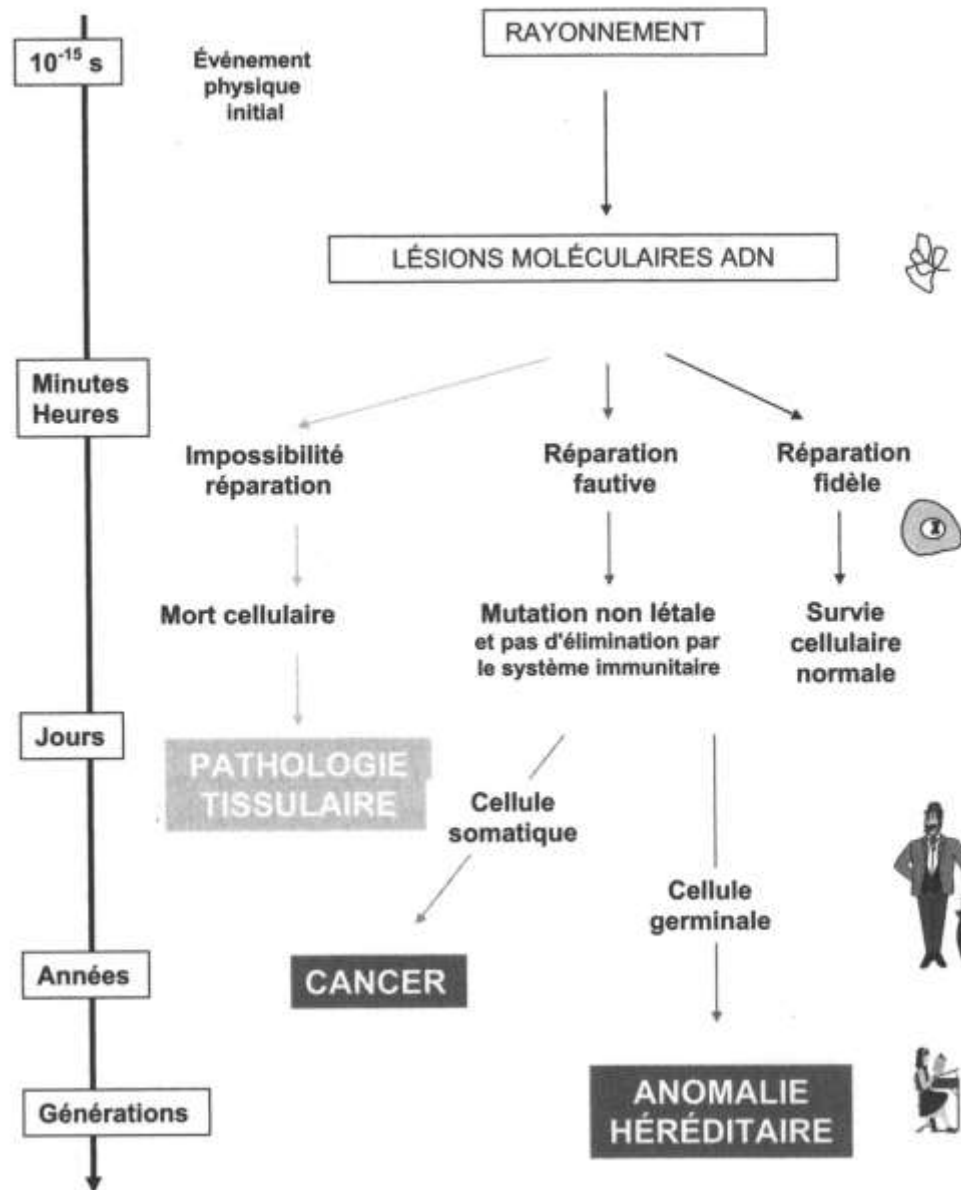 RAYONNEMENT
10⁻¹⁵ s
Événement
physique
initial
LÉSIONS MOLÉCULAIRES ADN
Minutes
Heures
Impossibilité
réparation
Réparation
fautive
Réparation
fidèle
Mort cellulaire
Mutation non létale
et pas d'élimination par
le système immunitaire
Survie
cellulaire
normale
Jours
PATHOLOGIE
TISSULAIRE
Cellule
somatique
Cellule
germinale
Années
CANCER
Générations
ANOMALIE
HÉRÉDITAIRE